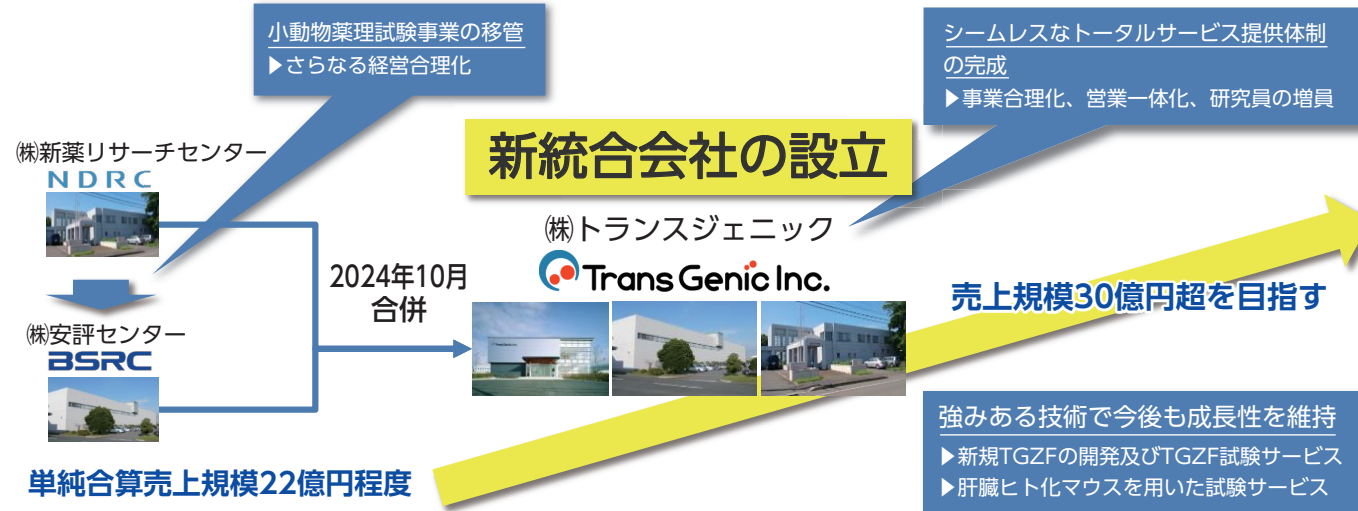 小動物薬理試験事業の移管
▶さらなる経営合理化
シームレスなトータルサービス提供体制
の完成
▶事業合理化、営業一体化、研究員の増員
新統合会社の設立
㈱新薬リサーチセンター
NDRC
㈱トランスジェニック
Trans Genic Inc.
2024年10月
合併
㈱安評センター
BSRC
売上規模30億円超を目指す
単純合算売上規模22億円程度
強みある技術で今後も成長性を維持
▶新規TGZFの開発及びTGZF試験サービス
▶肝臓ヒト化マウスを用いた試験サービス